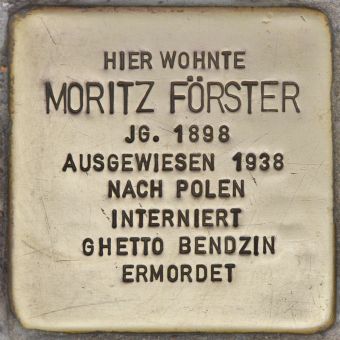 HIER WOHNTE
MORITZ FÖRSTER
JG. 1898
AUSGEWIESEN 1938
NACH POLEN
INTERNIERT
GHETTO BENDZIN
ERMORDET